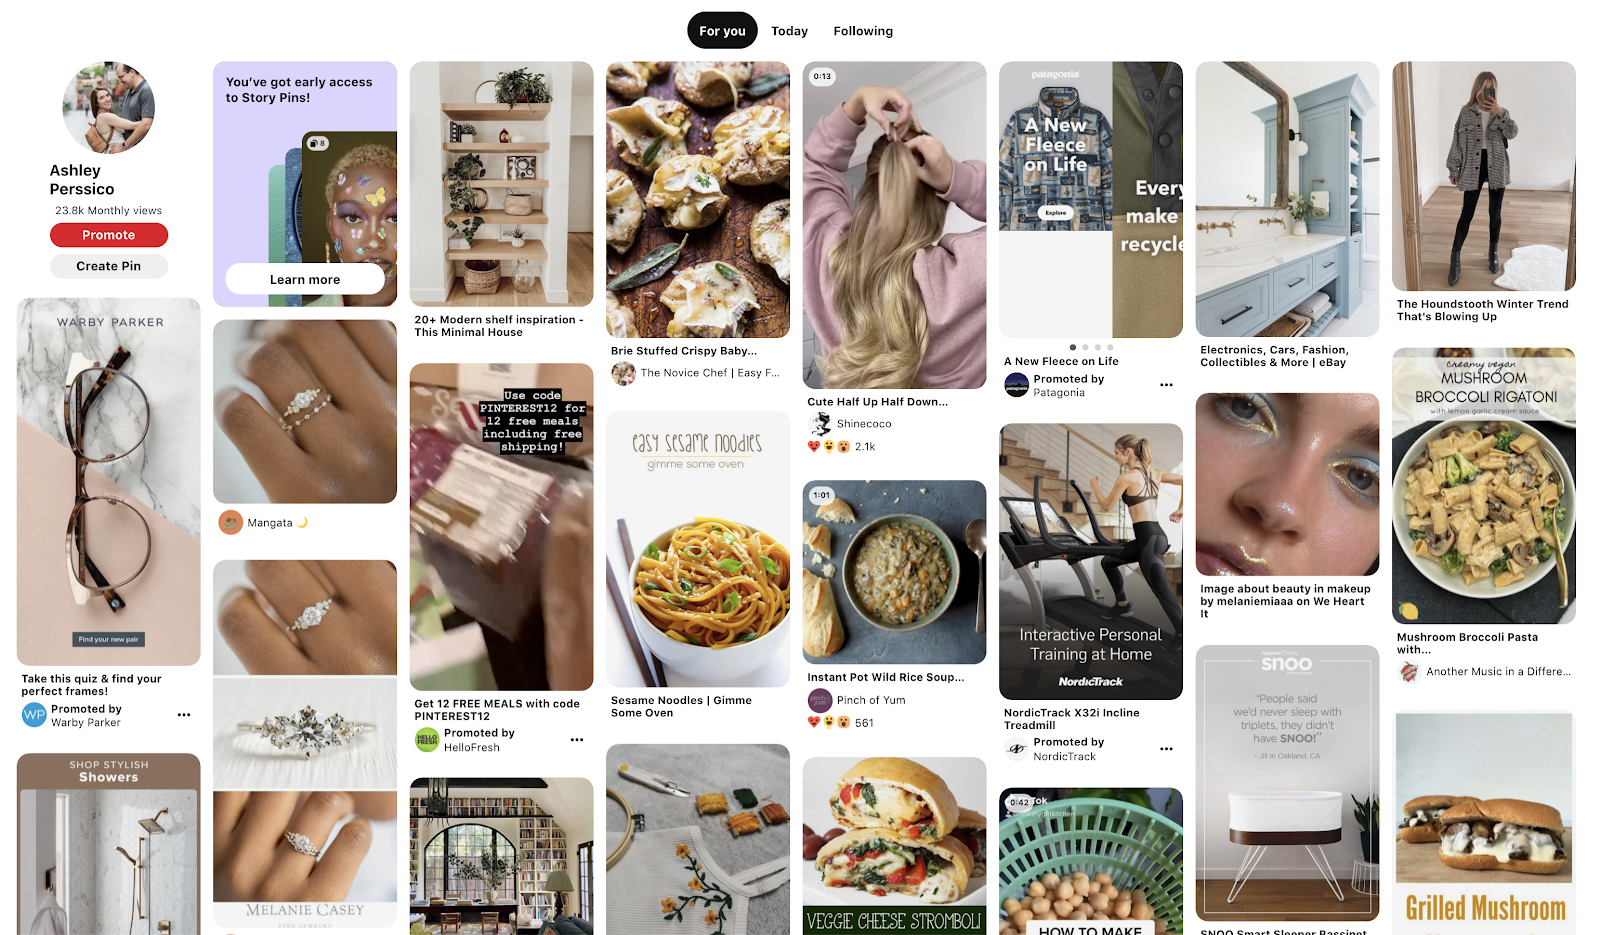 For you
Today
Following
Ashley
Perssico
23.8k Monthly views
Promote
Create Pin
WARBY PARKER
Find your new pair
Take this quiz & find your
perfect frames!
Promoted by
Warby Parker
WP
SHOP STYLISH
Showers
You've got early access
to Story Pins!
8
Learn more
Mangata 🌙
MELANIE CASEY
FINE JEWELRY
20+ Modern shelf inspiration -
This Minimal House
Use code
PINTEREST12 for
12 free meals
including free
shipping!
Get 12 FREE MEALS with code
PINTEREST12
HELLO
FRESH
Promoted by
HelloFresh
Brie Stuffed Crispy Baby...
The Novice Chef | Easy F...
easy sesame noodles
gimme some oven
Sesame Noodles | Gimme
Some Oven
0:13
Cute Half Up Half Down...
Shinecoco
2.1k
1:01
Instant Pot Wild Rice Soup...
pinch of yum
Pinch of Yum
561
VEGGIE CHEESE STROMBOLI
patagonia
A New
Fleece
on Life
Explore
Every
make
recycle
A New Fleece on Life
patagonia
Promoted by
Patagonia
Interactive Personal
Training at Home
NordicTrack
NordicTrack X32i Incline
Treadmill
Promoted by
NordicTrack
0:42
Tok
HOW TO MAKE
Electronics, Cars, Fashion,
Collectibles & More | eBay
Image about beauty in makeup
by melaniemiaaa on We Heart
It
snoo
"People said
we'd never sleep with
triplets, they didn't
have SNOO!"
- Jill in Oakland, CA
SNOO Smart Sleeper Bassinet
The Houndstooth Winter Trend
That's Blowing Up
creamy vegan
MUSHROOM
BROCCOLI RIGATONI
with lemon garlic cream sauce
Mushroom Broccoli Pasta
with...
Another Music in a Differe...
Grilled Mushroom